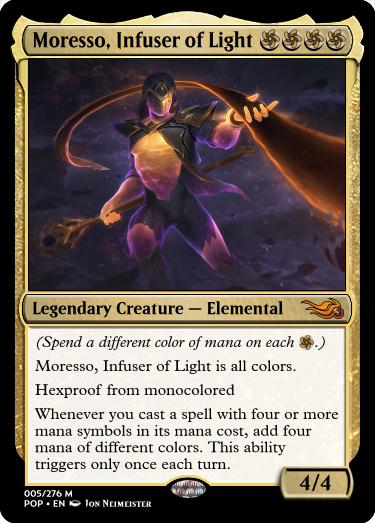 Moresso, Infuser of Light
Legendary Creature — Elemental
(Spend a different color of mana on each .)
Moresso, Infuser of Light is all colors.
Hexproof from monocolored
Whenever you cast a spell with four or more
mana symbols in its mana cost, add four
mana of different colors. This ability
triggers only once each turn.
4/4
005/276 M
POP • EN Jon Neimeister